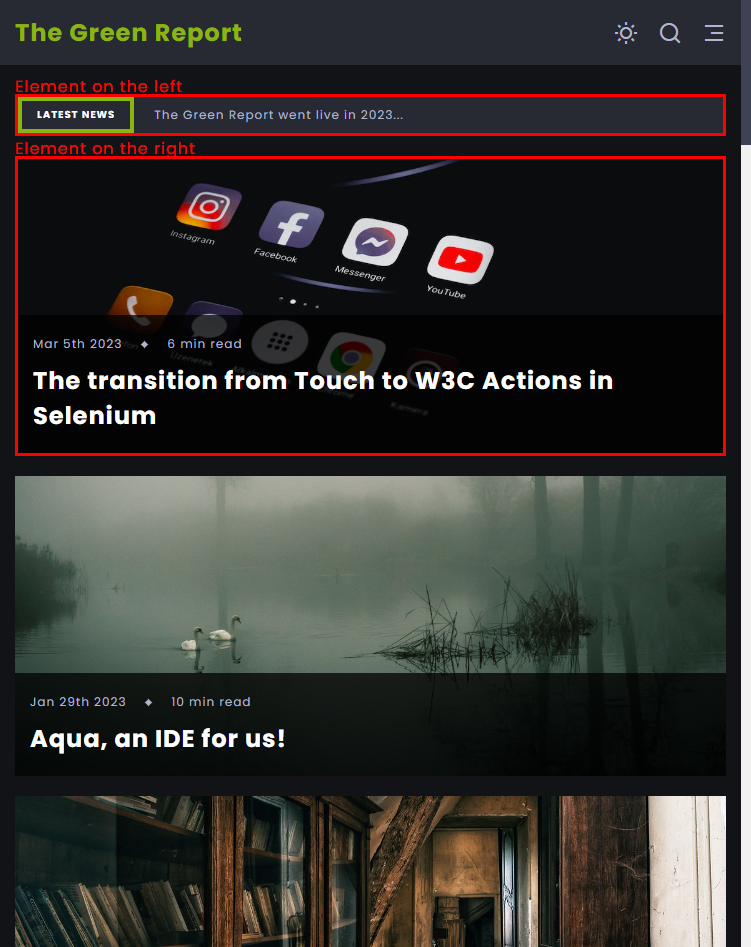 The Green Report
Element on the left
LATEST NEWS The Green Report went live in 2023...
Element on the right
Instagram
Facebook
Messenger
YouTube
Üzenetek
Kamera
Mar 5th 2023 ◆ 6 min read
The transition from Touch to W3C Actions in
Selenium
Jan 29th 2023 ◆ 10 min read
Aqua, an IDE for us!